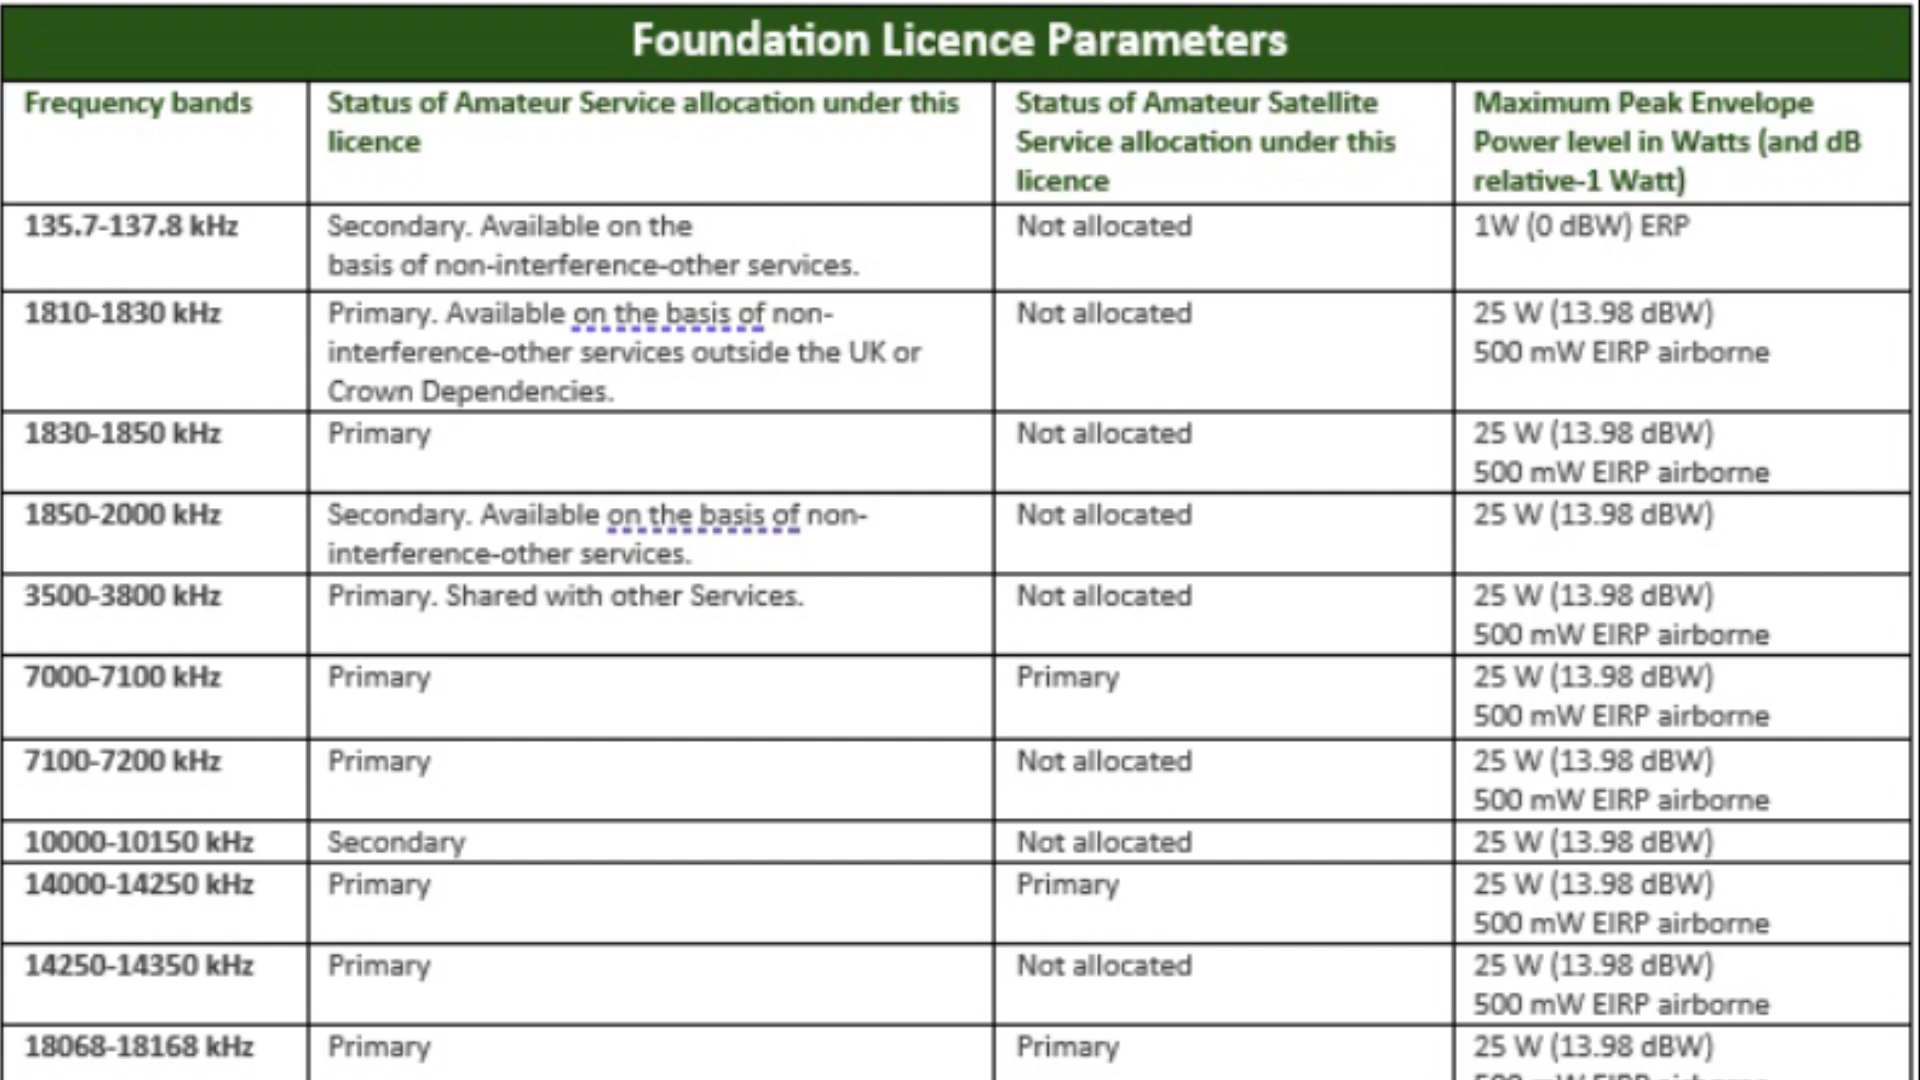 Foundation Licence Parameters
Frequency bands
Status of Amateur Service allocation under this
licence
Status of Amateur Satellite
Service allocation under this
licence
Maximum Peak Envelope
Power level in Watts (and dB
relative-1 Watt)
135.7-137.8 kHz
Secondary. Available on the
basis of non-interference-other services.
Not allocated
1W (0 dBW) ERP
1810-1830 kHz
Primary. Available on the basis of non-
interference-other services outside the UK or
Crown Dependencies.
Not allocated
25 W (13.98 dBW)
500 mW EIRP airborne
1830-1850 kHz
Primary
Not allocated
25 W (13.98 dBW)
500 mW EIRP airborne
1850-2000 kHz
Secondary. Available on the basis of non-
interference-other services.
Not allocated
25 W (13.98 dBW)
3500-3800 kHz
Primary. Shared with other Services.
Not allocated
25 W (13.98 dBW)
500 mW EIRP airborne
7000-7100 kHz
Primary
Primary
25 W (13.98 dBW)
500 mW EIRP airborne
7100-7200 kHz
Primary
Not allocated
25 W (13.98 dBW)
500 mW EIRP airborne
10000-10150 kHz
Secondary
Not allocated
25 W (13.98 dBW)
14000-14250 kHz
Primary
Primary
25 W (13.98 dBW)
500 mW EIRP airborne
14250-14350 kHz
Primary
Not allocated
25 W (13.98 dBW)
500 mW EIRP airborne
18068-18168 kHz
Primary
Primary
25 W (13.98 dBW)